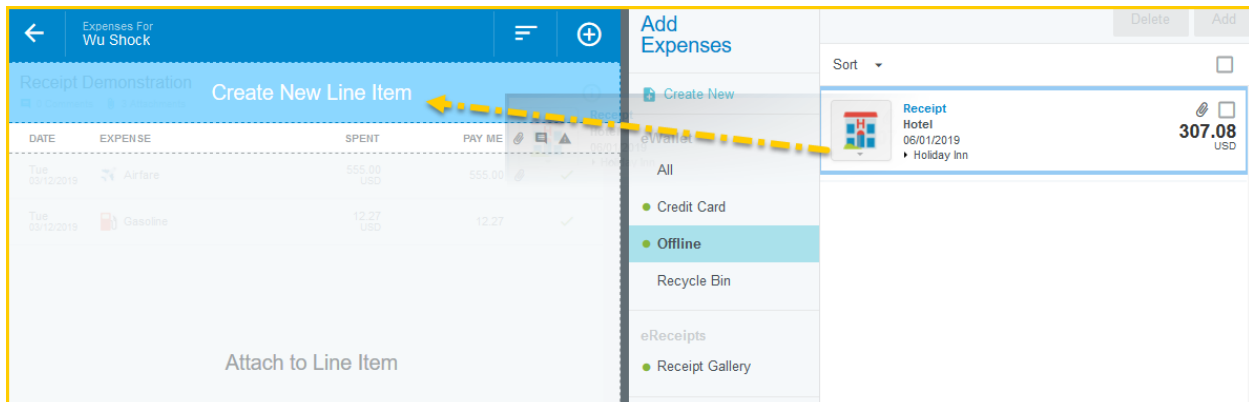 Expenses For
Wu Shock
Receipt Demonstration
Create New Line Item
DATE EXPENSE SPENT PAY ME
Tue
03/12/2019 Airfare 555.00
USD 555.00
Tue
03/12/2019 Gasoline 12.27
USD 12.27
Attach to Line Item
Add
Expenses
Create New
eWallet
All
Credit Card
Offline
Recycle Bin
eReceipts
Receipt Gallery
Delete Add
Sort
Receipt
Hotel
06/01/2019
Holiday Inn
307.08
USD